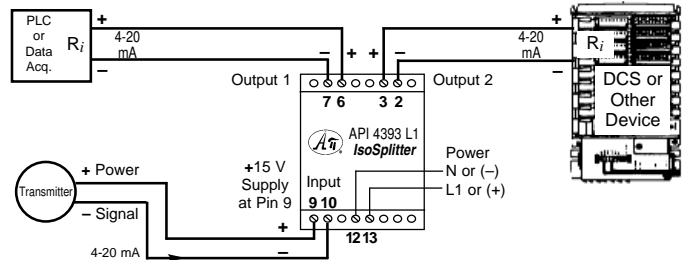 PLC
or
Data
Acq.
Ri
+
4-20
mA
–
– +
Output 1
7 6
+ –
3 2
Output 2
+
4-20
mA
–
Ri
DCS or
Other
Device
API 4393 L1
IsoSplitter
+15 V
Supply
at Pin 9
Input
9 10
12 13
Power
N or (–)
L1 or (+)
Transmitter
+ Power
– Signal
+
–
4-20 mA